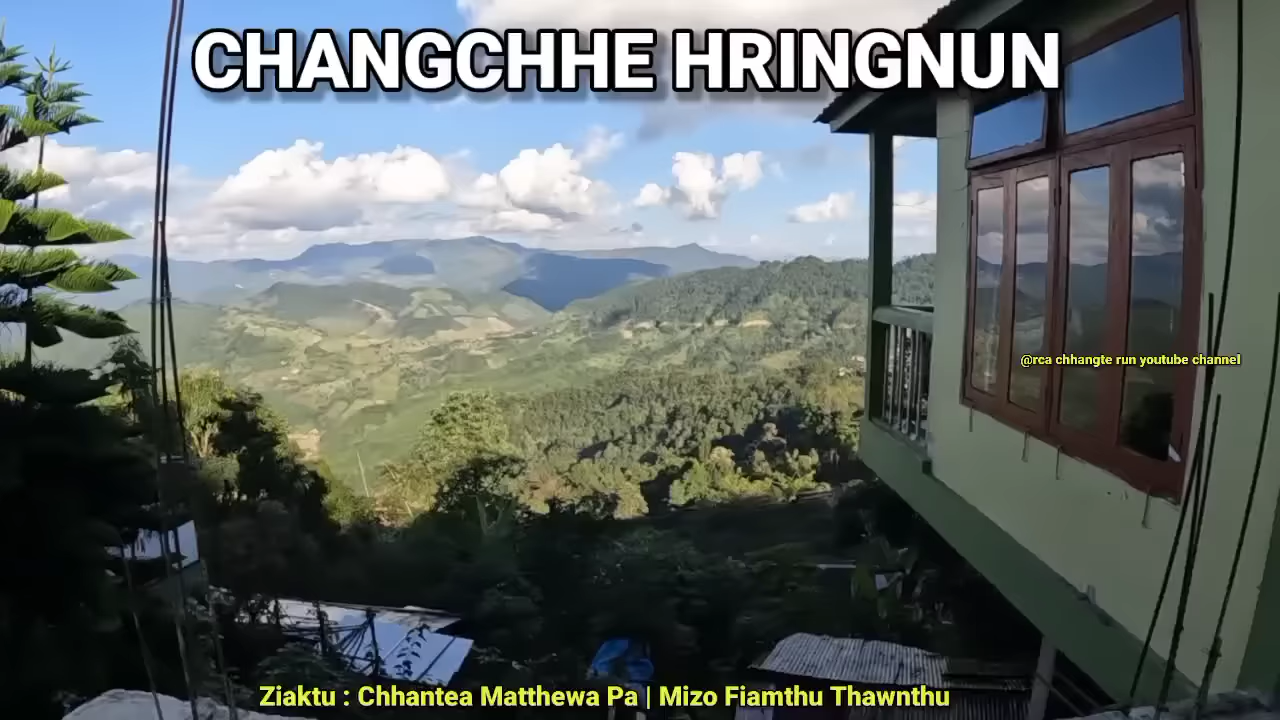 CHANGCHHE HRINGNUN
@rca chhangte run youtube channel
Ziaktu : Chhantea Matthewa Pa | Mizo Fiamthu Thawnthu